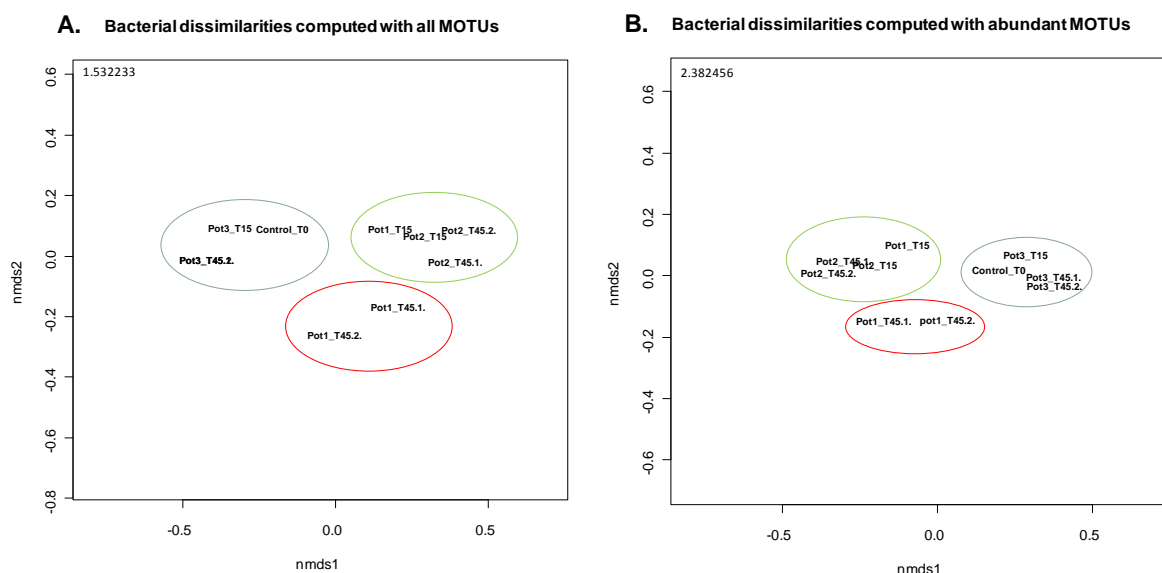 A. Bacterial dissimilarities computed with all MOTUs
1.532233
0.6
0.4
0.2
0.0
-0.2
-0.4
-0.6
-0.8
nmds2
Pot3_T15 Control_T0
Pot1_T15 Pot2_T45.2.
Pot2_T15
Pot2_T45.1.
Pot1_T45.1.
Pot1_T45.2.
-0.5 0.0 0.5
nmds1
B. Bacterial dissimilarities computed with abundant MOTUs
2.382456
0.6
0.4
0.2
0.0
-0.2
-0.4
-0.6
nmds2
Pot1_T15
Pot2_T45.1.
Pot2_T15
Pot2_T45.2.
Pot3_T15
Control_T0
Pot3_T45.1.
Pot3_T45.2.
Pot1_T45.1. pot1_T45.2.
-0.5 0.0 0.5
nmds1